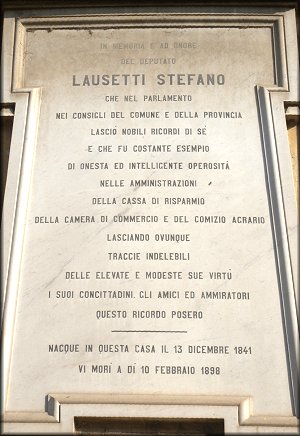 IN MEMORIA E AD ONORE
DEL DEPUTATO
LAUSETTI STEFANO
CHE NEL PARLAMENTO
NEI CONSIGLI DEL COMUNE E DELLA PROVINCIA
LASCIÒ NOBILI RICORDI DI SÈ
E CHE FU COSTANTE ESEMPIO
DI ONESTA ED INTELLIGENTE OPEROSITÀ
NELLE AMMINISTRAZIONI
DELLA CASSA DI RISPARMIO
DELLA CAMERA DI COMMERCIO E DEL COMIZIO AGRARIO
LASCIANDO OVUNQUE
TRACCIE INDELEBILI
DELLE ELEVATE E MODESTE SUE VIRTÙ
I SUOI CONCITTADINI. GLI AMICI ED AMMIRATORI
QUESTO RICORDO POSERO
NACQUE IN QUESTA CASA IL 13 DICEMBRE 1841
VI MORÌ A DÌ 10 FEBBRAIO 1898